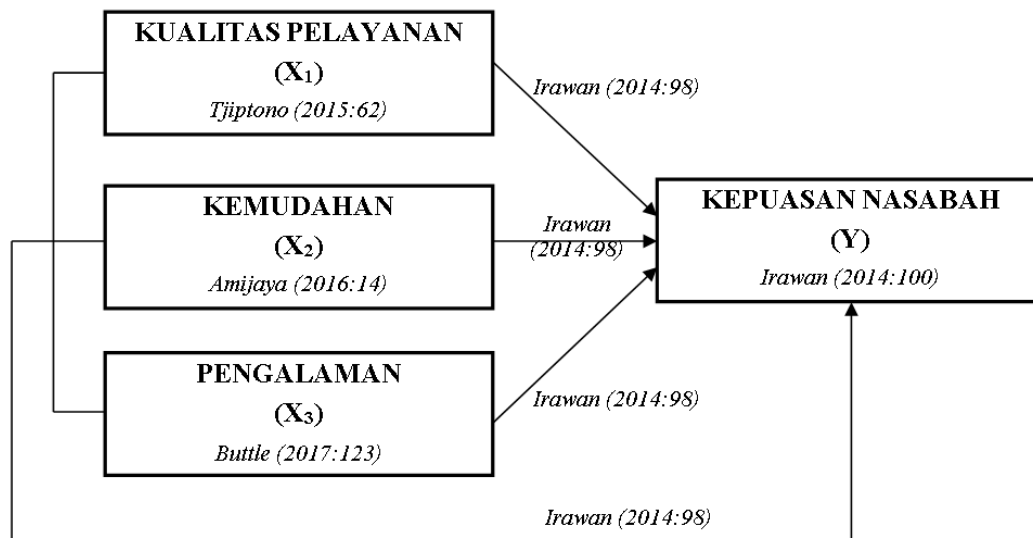 KUALITAS PELAYANAN
(X₁)
Tjiptono (2015:62)
Irawan (2014:98)
KEMUDAHAN
(X₂)
Amijaya (2016:14)
Irawan
(2014:98)
KEPUASAN NASABAH
(Y)
Irawan (2014:100)
PENGALAMAN
(X₃)
Buttle (2017:123)
Irawan (2014:98)
Irawan (2014:98)